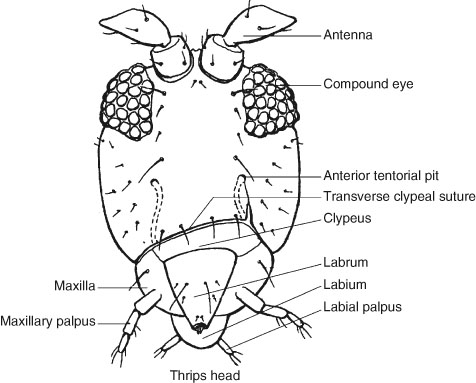 Antenna
Compound eye
Anterior tentorial pit
Transverse clypeal suture
Clypeus
Labrum
Maxilla
Labium
Labial palpus
Maxillary palpus
Thrips head